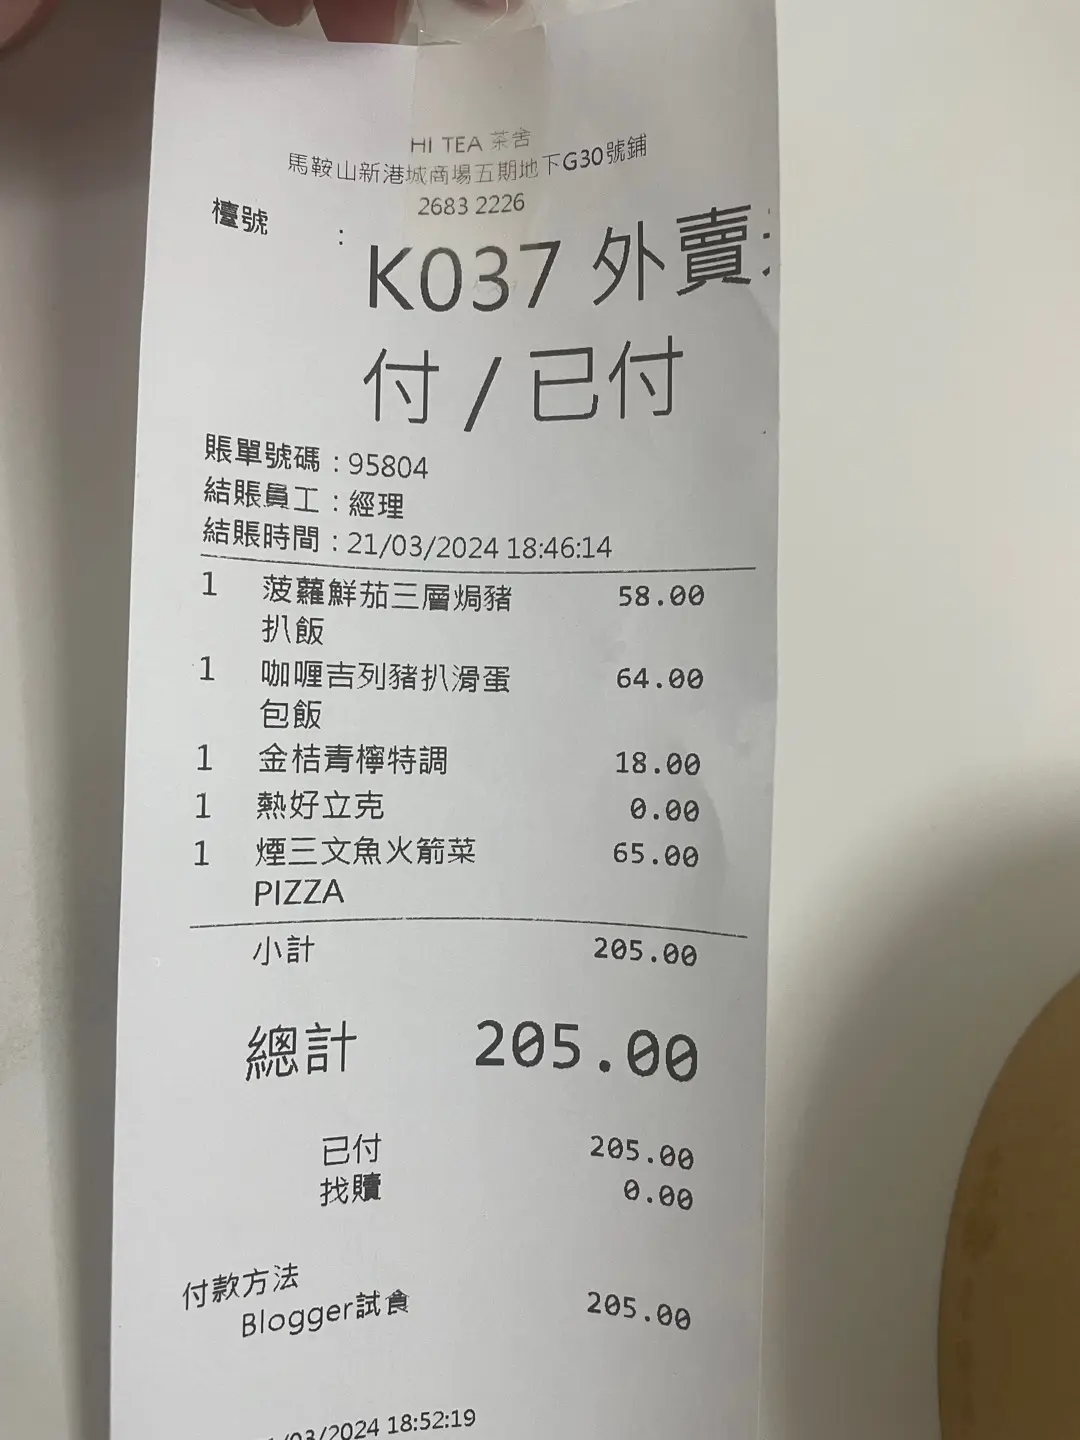 HI TEA 茶舍
馬鞍山新港城商場五期地下G30號鋪
2683 2226
檯號 : K037 外賣
付 / 已付
賬單號碼 : 95804
結賬員工 : 經理
結賬時間 : 21/03/2024 18:46:14
1 菠蘿鮮茄三層焗豬 58.00
扒飯
1 咖喱吉列豬扒滑蛋 64.00
包飯
1 金桔青檸特調 18.00
1 熱好立克 0.00
1 煙三文魚火箭菜 65.00
PIZZA
小計 205.00
總計 205.00
已付 205.00
找贖 0.00
付款方法
Blogger試食 205.00
/03/2024 18:52:19